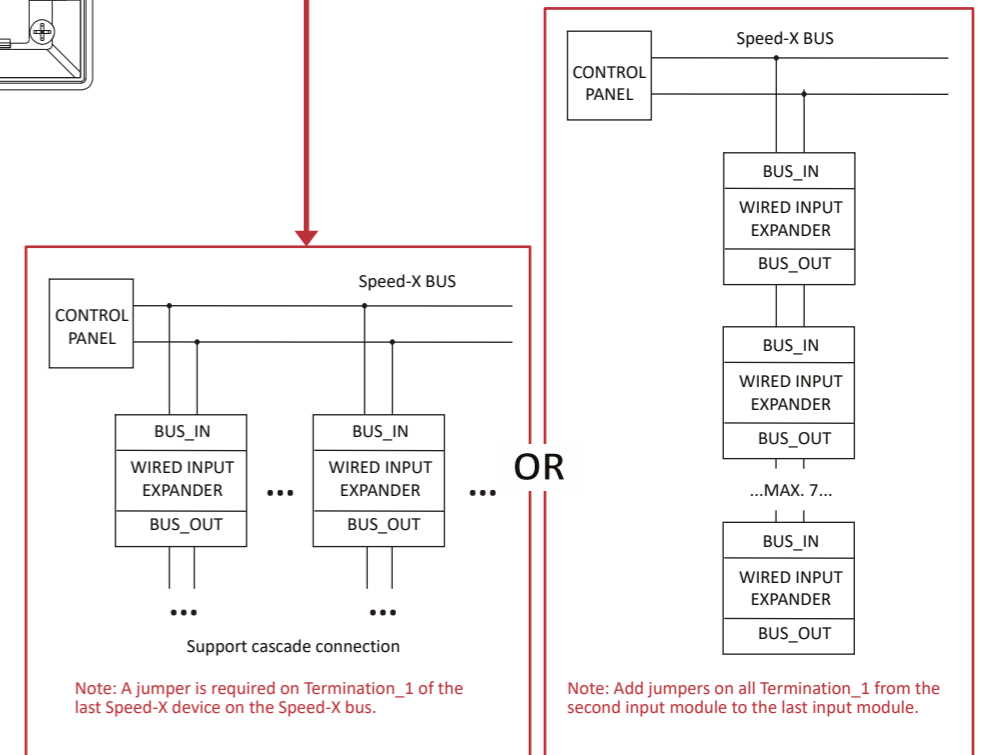 Speed-X BUS
CONTROL
PANEL
BUS_IN
WIRED INPUT
EXPANDER
BUS_OUT
BUS_IN
WIRED INPUT
EXPANDER
BUS_OUT
...
...
...
...
Support cascade connection
Note: A jumper is required on Termination_1 of the
last Speed-X device on the Speed-X bus.
OR
Speed-X BUS
CONTROL
PANEL
BUS_IN
WIRED INPUT
EXPANDER
BUS_OUT
BUS_IN
WIRED INPUT
EXPANDER
BUS_OUT
...MAX. 7...
BUS_IN
WIRED INPUT
EXPANDER
BUS_OUT
Note: Add jumpers on all Termination_1 from the
second input module to the last input module.